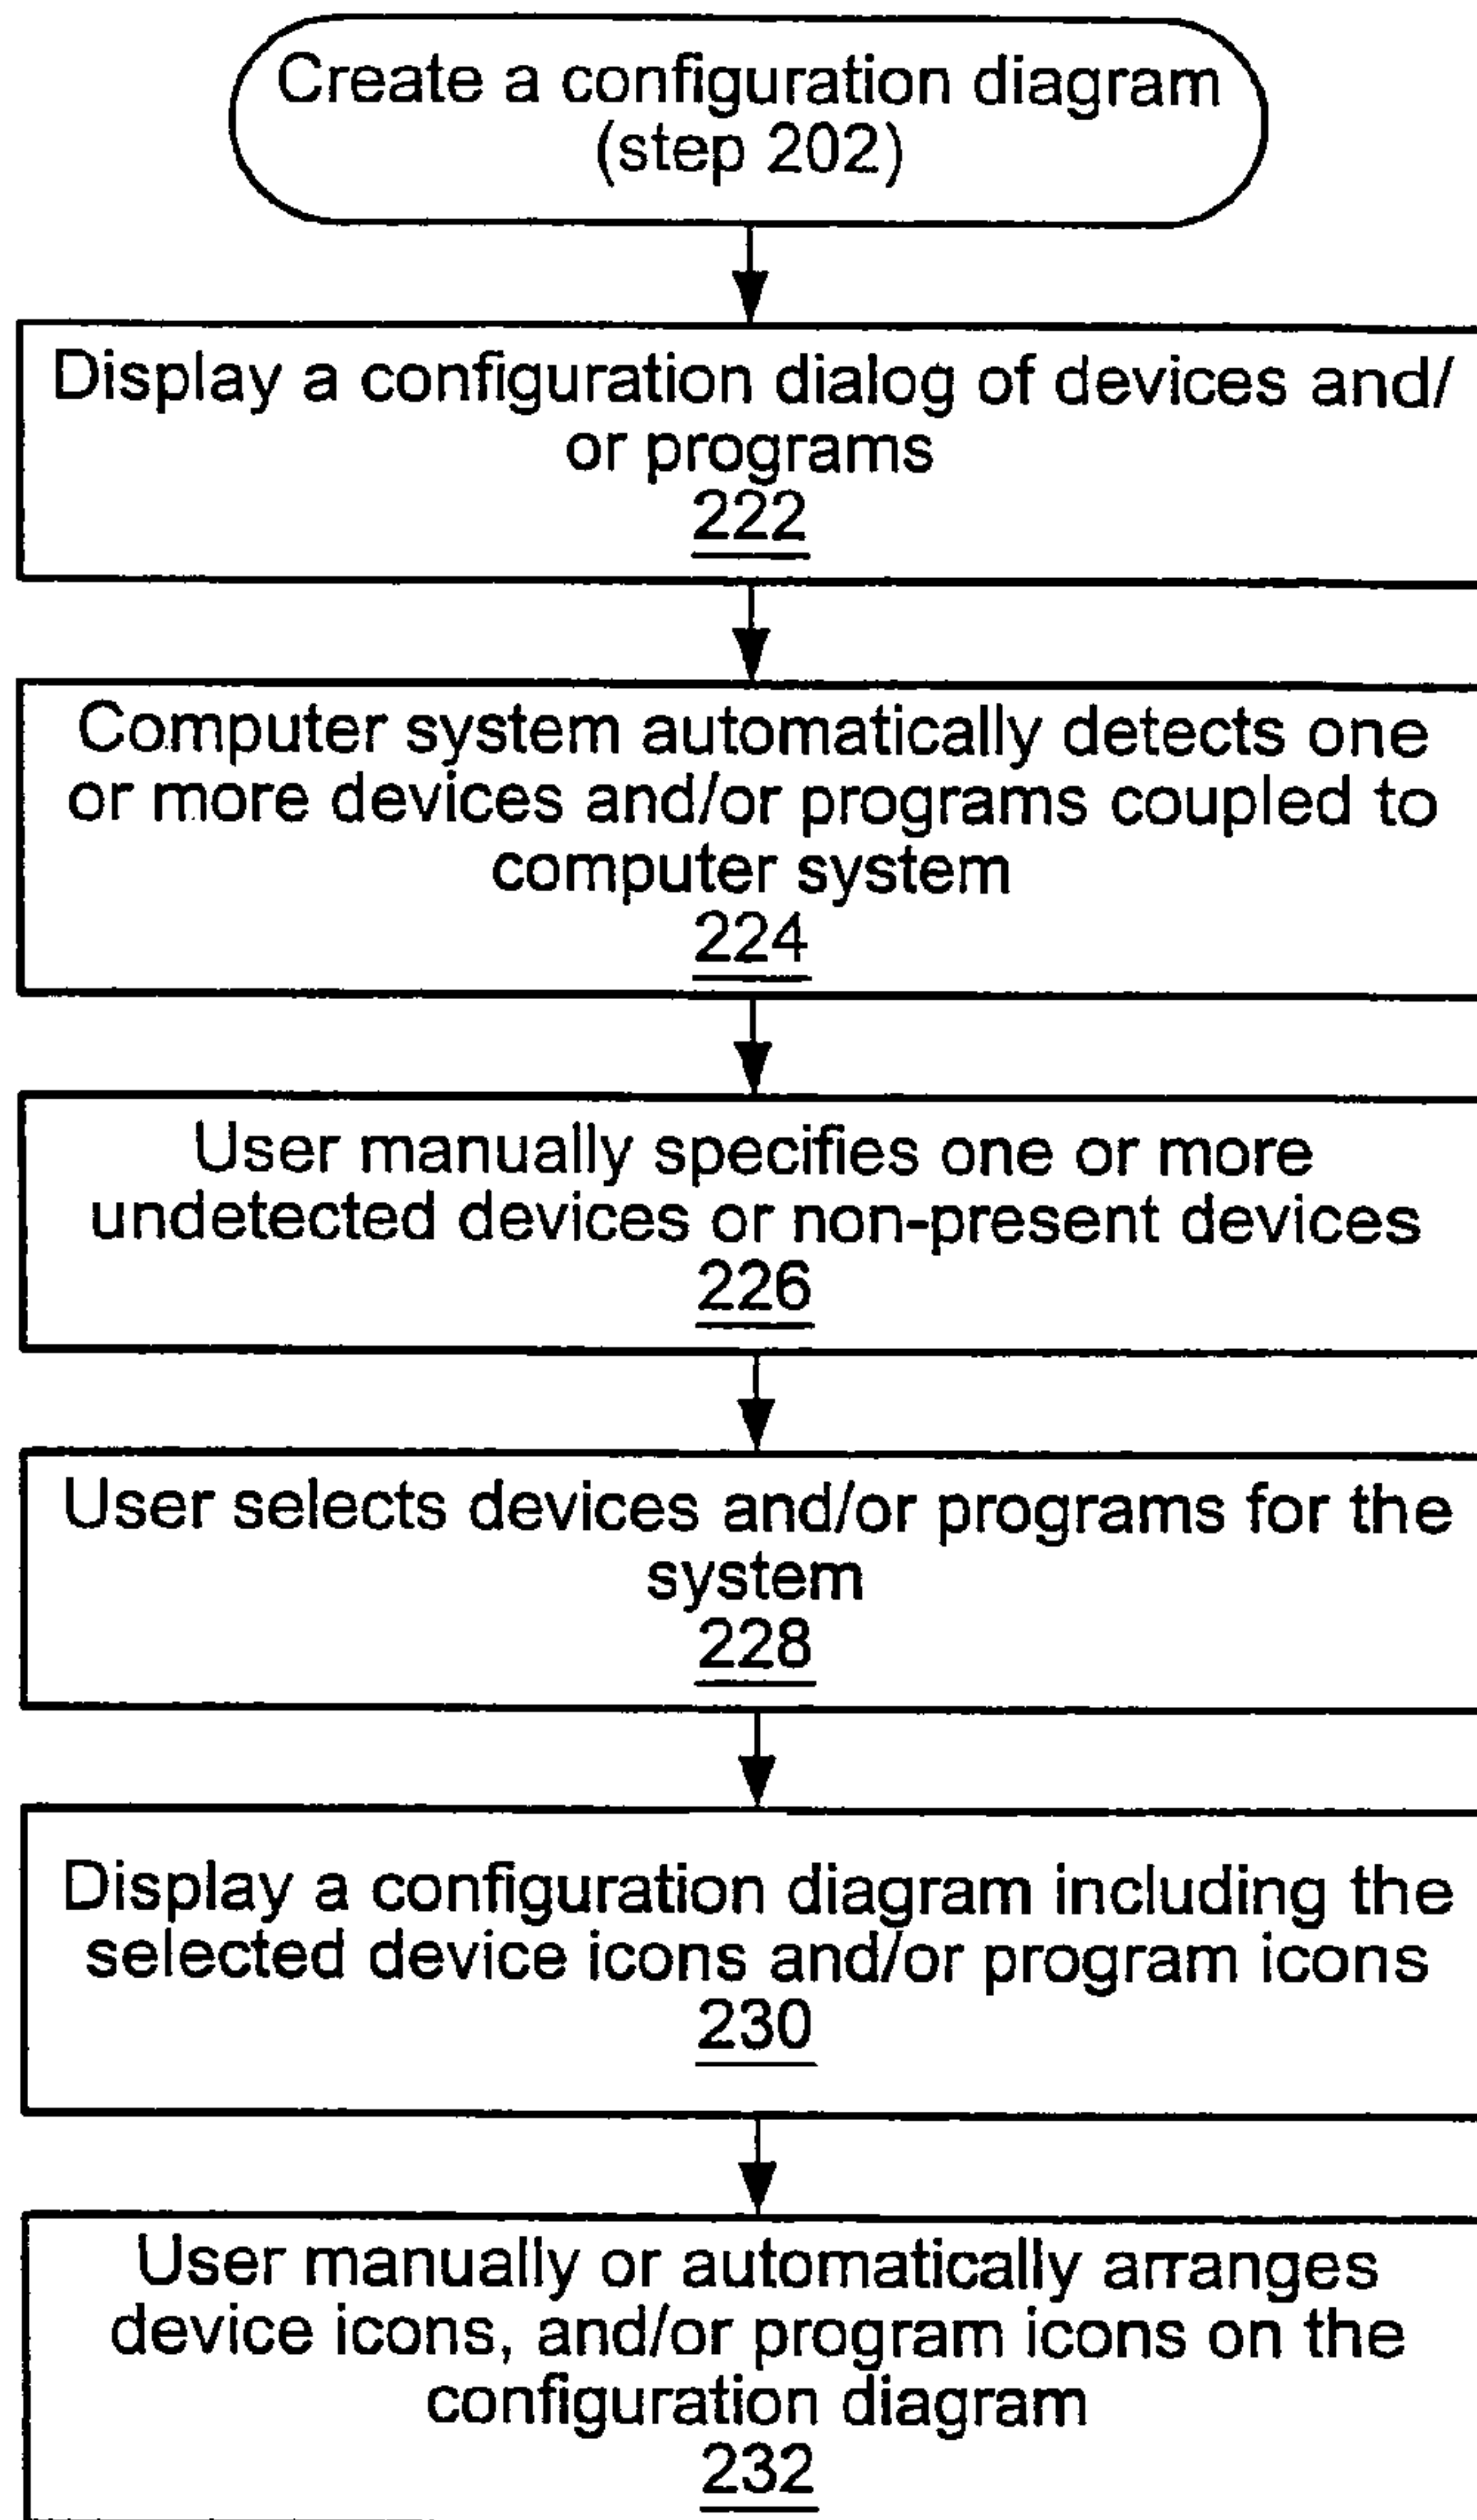 Create a configuration diagram
(step 202)
Display a configuration dialog of devices and/
or programs
222
Computer system automatically detects one
or more devices and/or programs coupled to
computer system
224
User manually specifies one or more
undetected devices or non-present devices
226
User selects devices and/or programs for the
system
228
Display a configuration diagram including the
selected device icons and/or program icons
230
User manually or automatically arranges
device icons, and/or program icons on the
configuration diagram
232